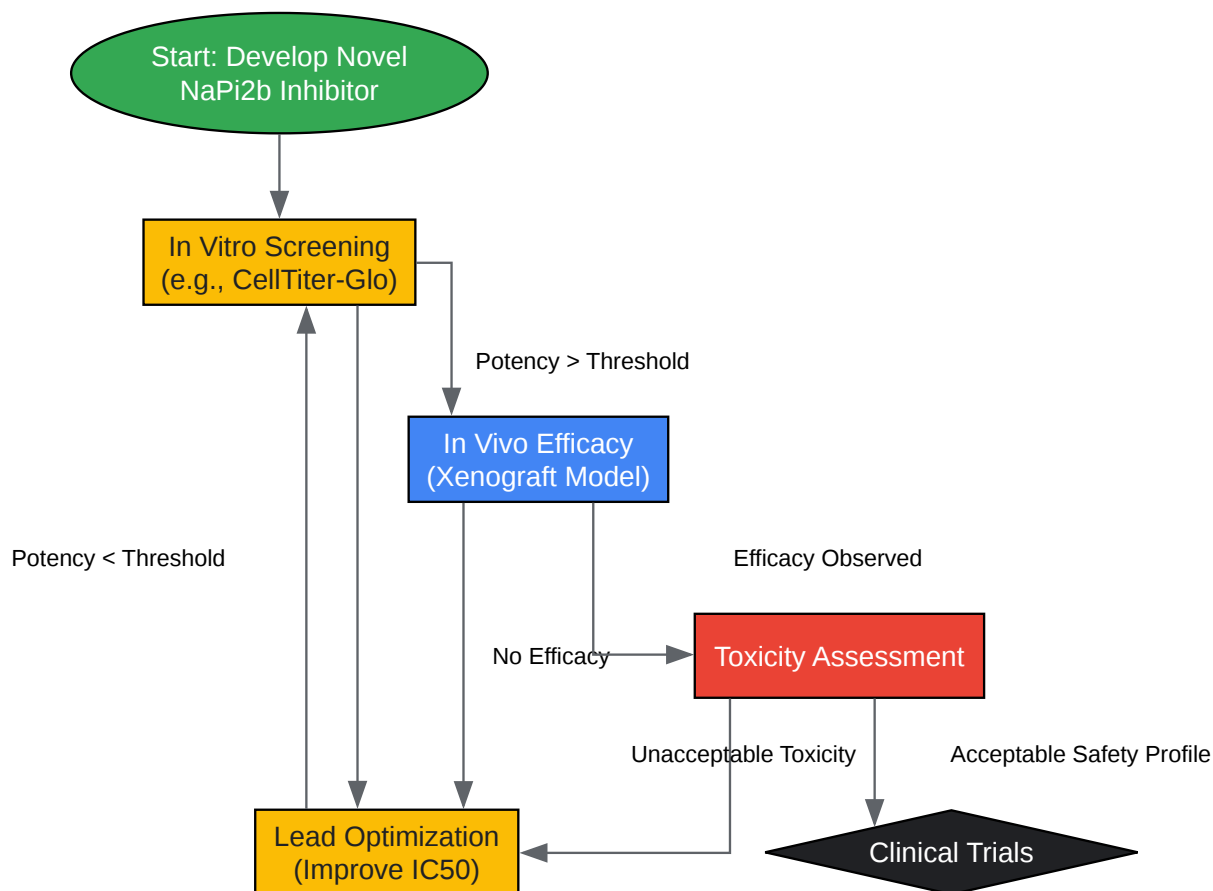 Start: Develop Novel
NaPi2b Inhibitor
In Vitro Screening
(e.g., CellTiter-Glo)
Potency > Threshold
In Vivo Efficacy
(Xenograft Model)
Potency < Threshold
Efficacy Observed
No Efficacy
Toxicity Assessment
Unacceptable Toxicity
Acceptable Safety Profile
Lead Optimization
(Improve IC50)
Clinical Trials